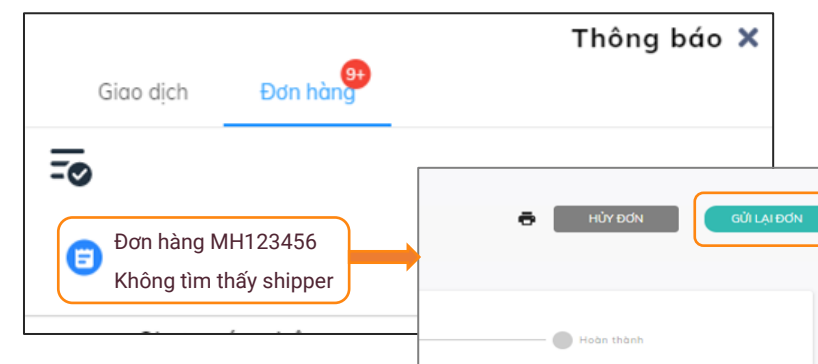 Thông báo
Giao dịch
Đơn hàng
9+
Đơn hàng MH123456
Không tìm thấy shipper
HỦY ĐƠN
GỬI LẠI ĐƠN
Hoàn thành